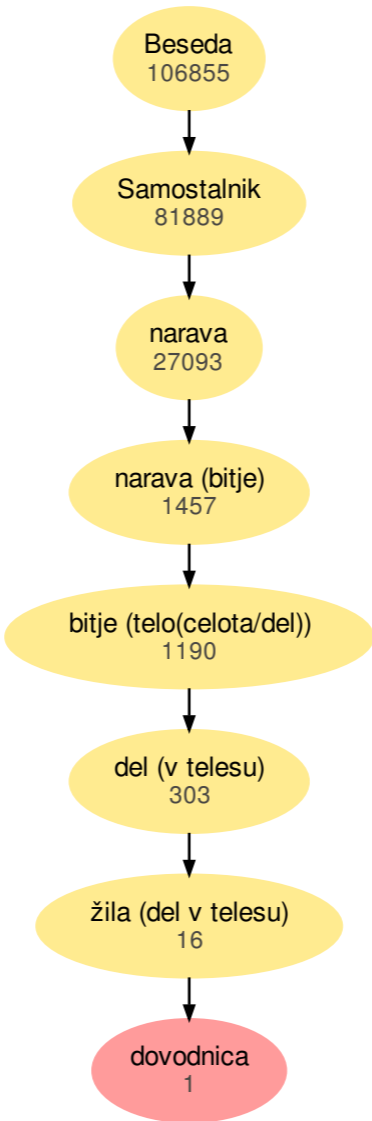 Beseda
106855
Samostalnik
81889
narava
27093
narava (bitje)
1457
bitje (telo(celota/del))
1190
del (v telesu)
303
žila (del v telesu)
16
dovodnica
1